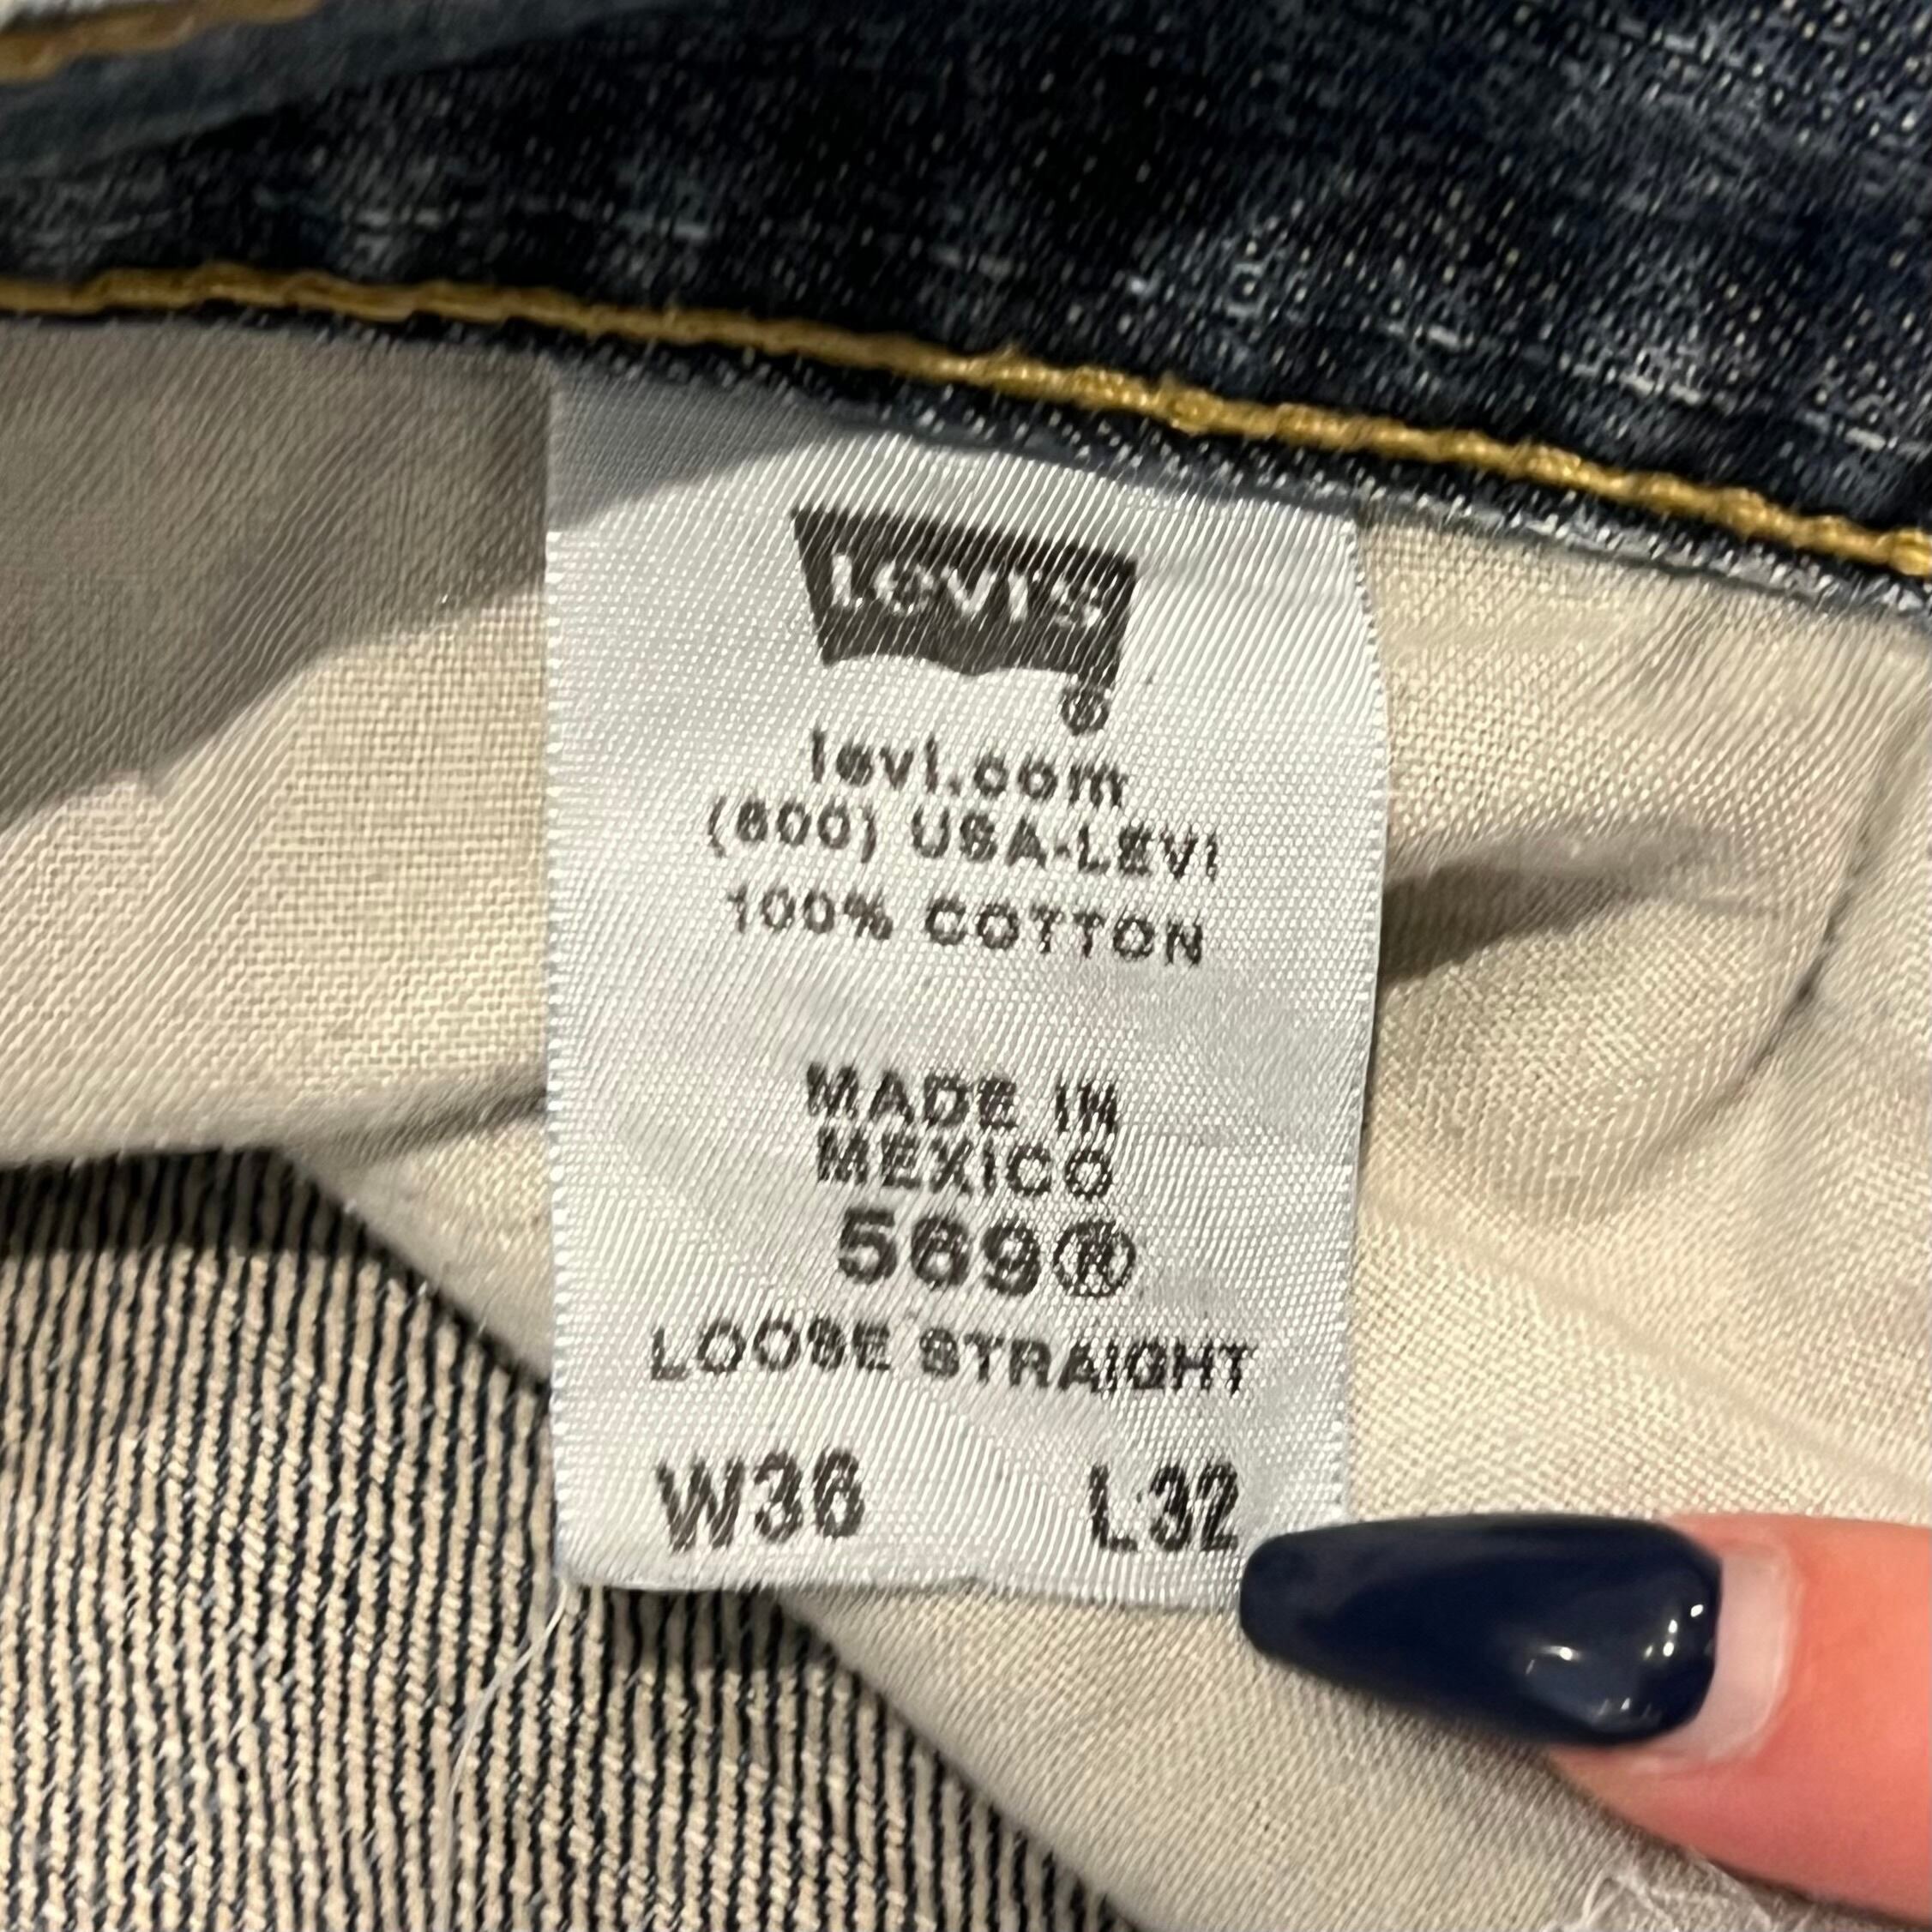 Levi's
®
levi.com
(800) USA-LEVI
100% COTTON
MADE IN
MEXICO
569®
LOOSE STRAIGHT
W36 L32